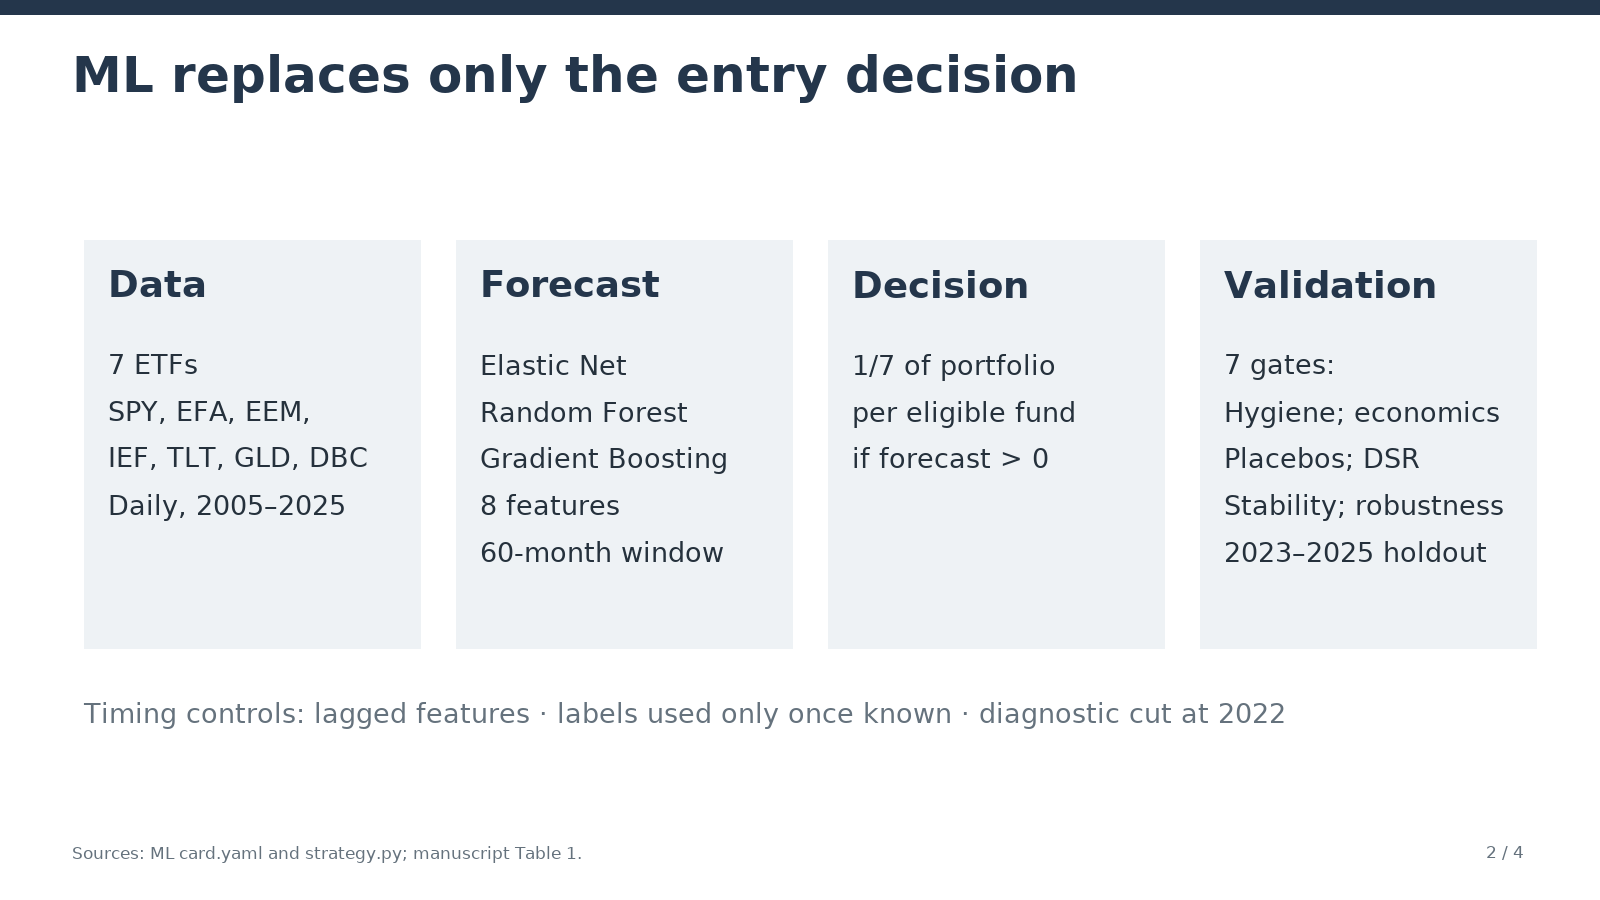 ML replaces only the entry decision
Data
7 ETFs
SPY, EFA, EEM,
IEF, TLT, GLD, DBC
Daily, 2005–2025
Forecast
Elastic Net
Random Forest
Gradient Boosting
8 features
60-month window
Decision
1/7 of portfolio
per eligible fund
if forecast > 0
Validation
7 gates:
Hygiene; economics
Placebos; DSR
Stability; robustness
2023–2025 holdout
Timing controls: lagged features · labels used only once known · diagnostic cut at 2022
Sources: ML card.yaml and strategy.py; manuscript Table 1.
2 / 4